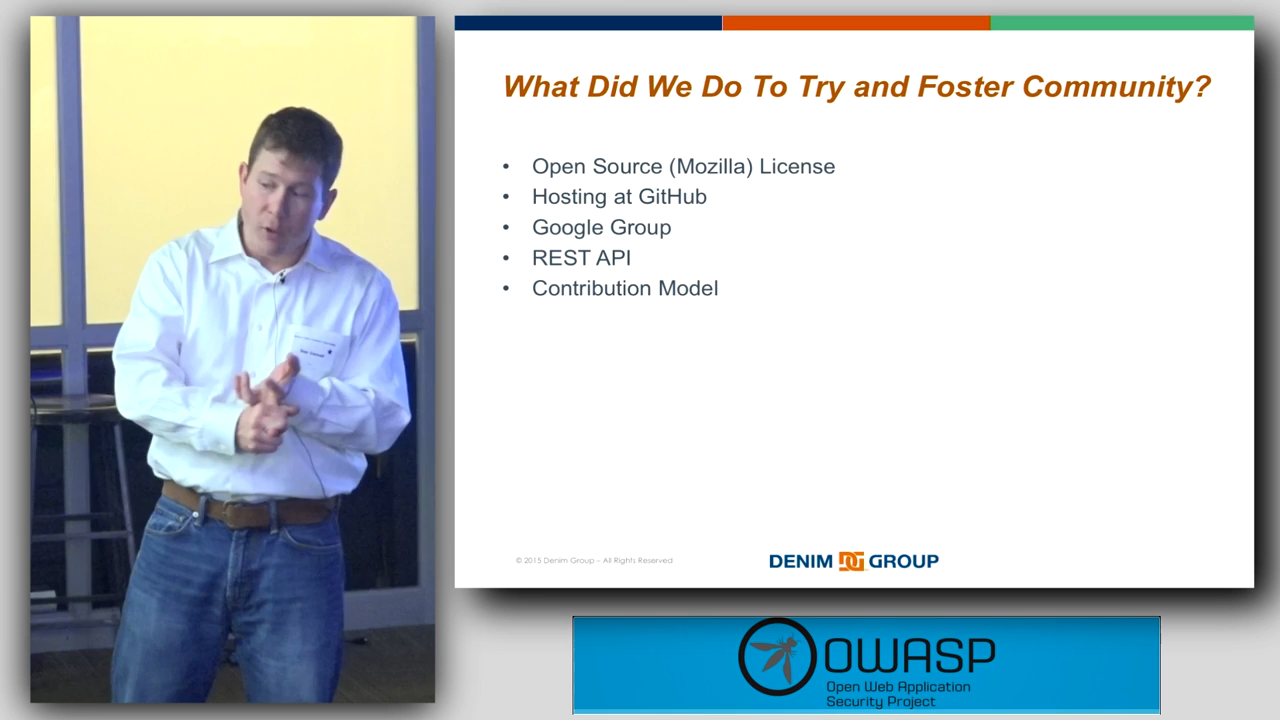 What Did We Do To Try and Foster Community?
• Open Source (Mozilla) License
• Hosting at GitHub
• Google Group
• REST API
• Contribution Model
© 2015 Denim Group – All Rights Reserved
DENIM DG GROUP
OWASP
Open Web Application
Security Project